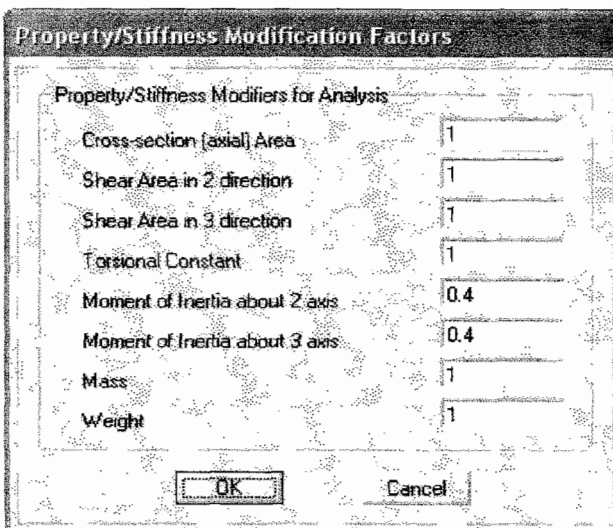 Property/Stiffness Modification Factors
Property/Stiffness Modifiers for Analysis
Cross-section (axial) Area 1
Shear Area in 2 direction 1
Shear Area in 3 direction 1
Torsional Constant 1
Moment of Inertia about 2 axis 0.4
Moment of Inertia about 3 axis 0.4
Mass 1
Weight 1
OK Cancel